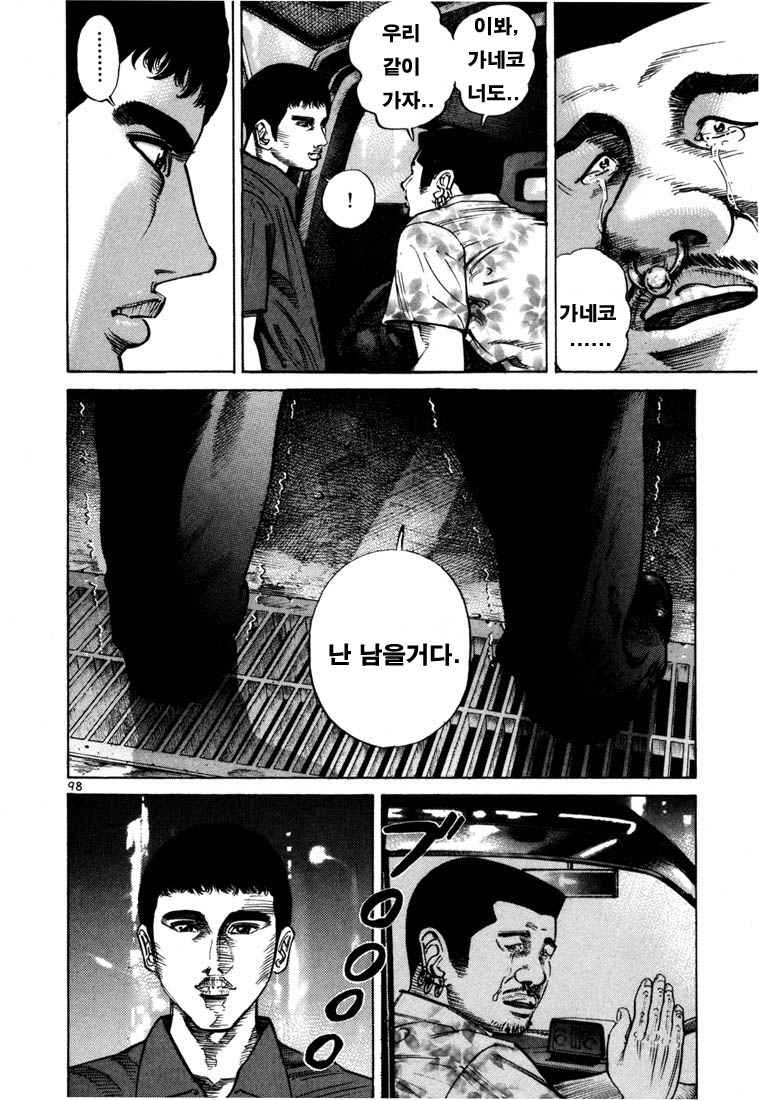 가네코
......
이봐,
가네코
너도..
우리
같이
가자..
!
.........
난 남을거다.
98
ブ
О
О
О
О